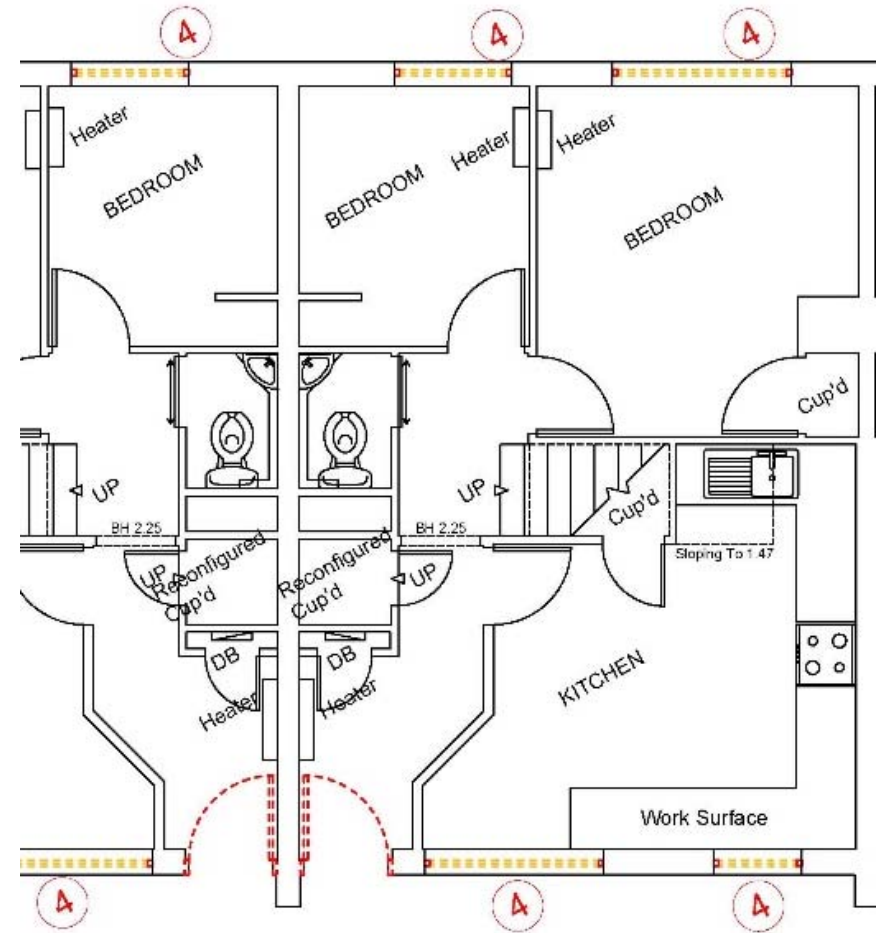 4
4
4
Heater
BEDROOM
BEDROOM
Heater
Heater
BEDROOM
Cup'd
UP
UP
Cup'd
BH 2.25
BH 2.25
Sloping To 1.47
UP
Reconfigured
Cup'd
Reconfigured
Cup'd
UP
DB
DB
Heater
Heater
KITCHEN
Work Surface
4
4
4